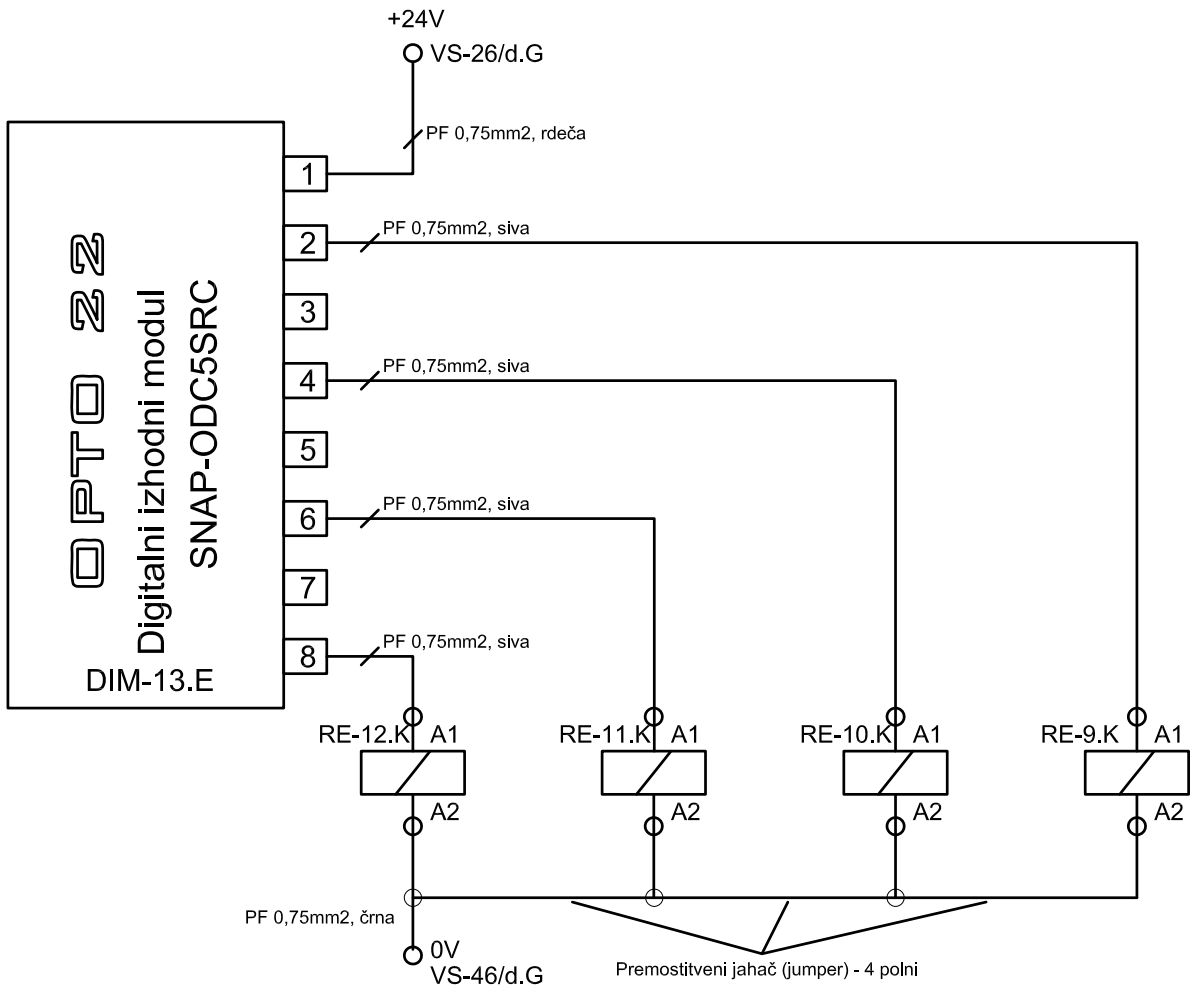 +24V
VS-26/d.G
PF 0,75mm2, rdeča
1
PF 0,75mm2, siva
2
3
PF 0,75mm2, siva
4
5
PF 0,75mm2, siva
6
7
PF 0,75mm2, siva
8
OPTO 22
Digitalni izhodni modul
SNAP-ODC5SRC
DIM-13.E
RE-12.K A1
RE-11.K A1
RE-10.K A1
RE-9.K A1
A2
A2
A2
A2
PF 0,75mm2, črna
0V
VS-46/d.G
Premostitveni jahač (jumper) - 4 polni